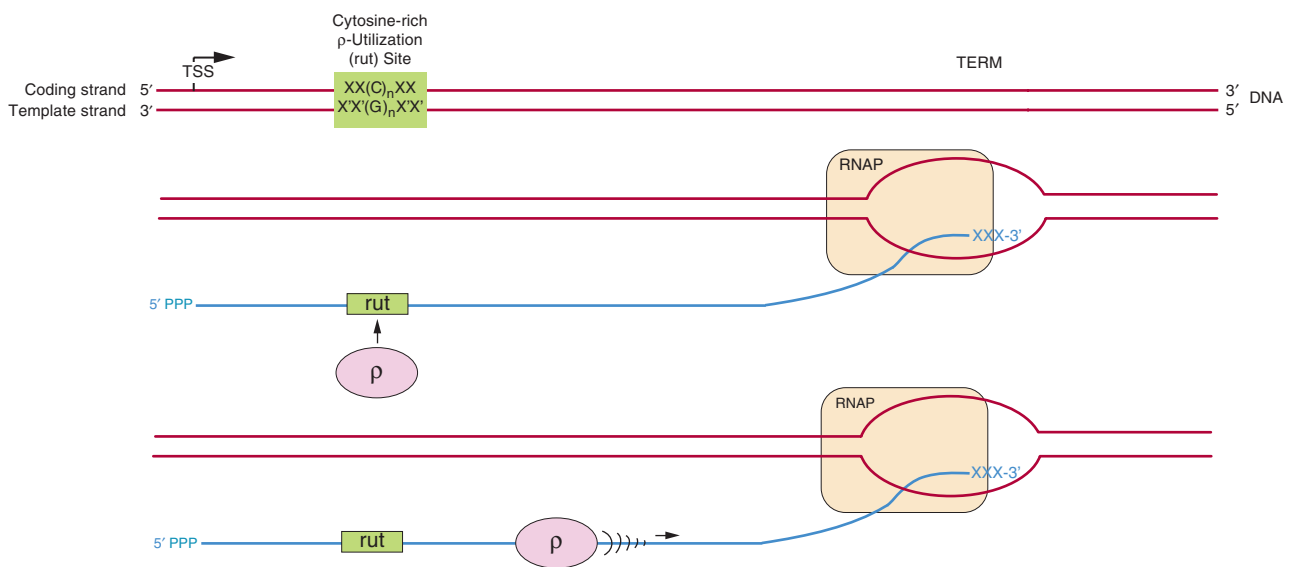 Cytosine-rich
ρ-Utilization
(rut) Site
TSS
TERM
Coding strand 5′ XX(C)nXX 3′
Template strand 3′ X'X'(G)nX'X' 5′
DNA
RNAP
XXX-3'
5′ PPP
rut
ρ
RNAP
XXX-3'
5′ PPP
rut
ρ